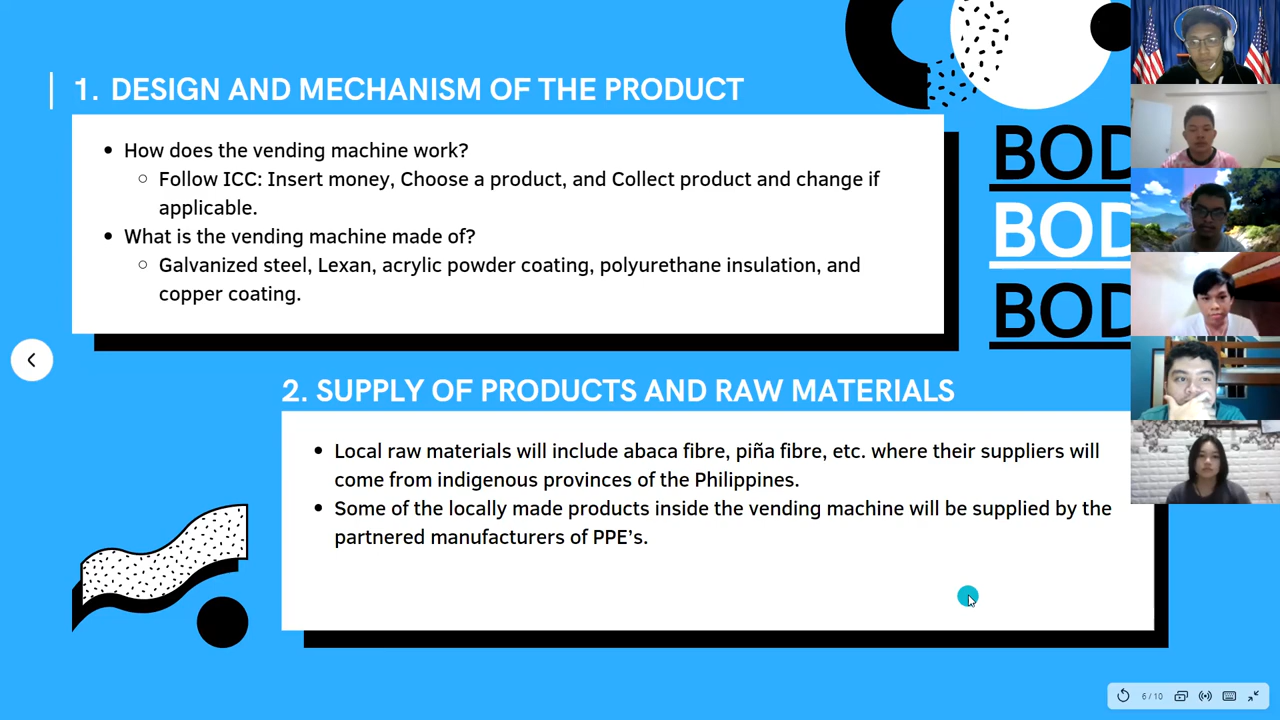 1. DESIGN AND MECHANISM OF THE PRODUCT
• How does the vending machine work?
○ Follow ICC: Insert money, Choose a product, and Collect product and change if
applicable.
• What is the vending machine made of?
○ Galvanized steel, Lexan, acrylic powder coating, polyurethane insulation, and
copper coating.
BOD
BOD
BOD
2. SUPPLY OF PRODUCTS AND RAW MATERIALS
• Local raw materials will include abaca fibre, piña fibre, etc. where their suppliers will
come from indigenous provinces of the Philippines.
• Some of the locally made products inside the vending machine will be supplied by the
partnered manufacturers of PPE's.
6 / 10